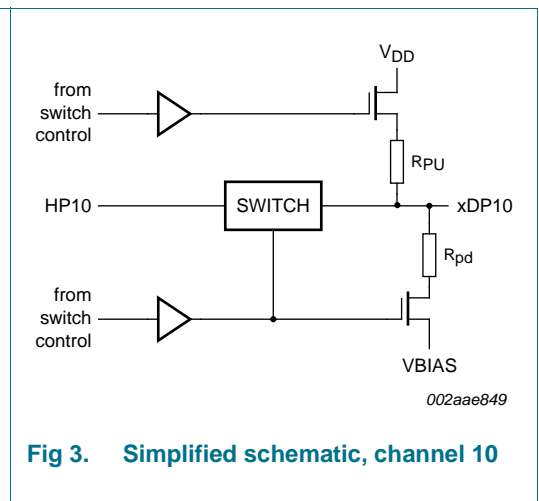 VDD
from
switch
control
RPU
HP10
SWITCH
xDP10
Rpd
from
switch
control
VBIAS
002aae849
Fig 3. Simplified schematic, channel 10